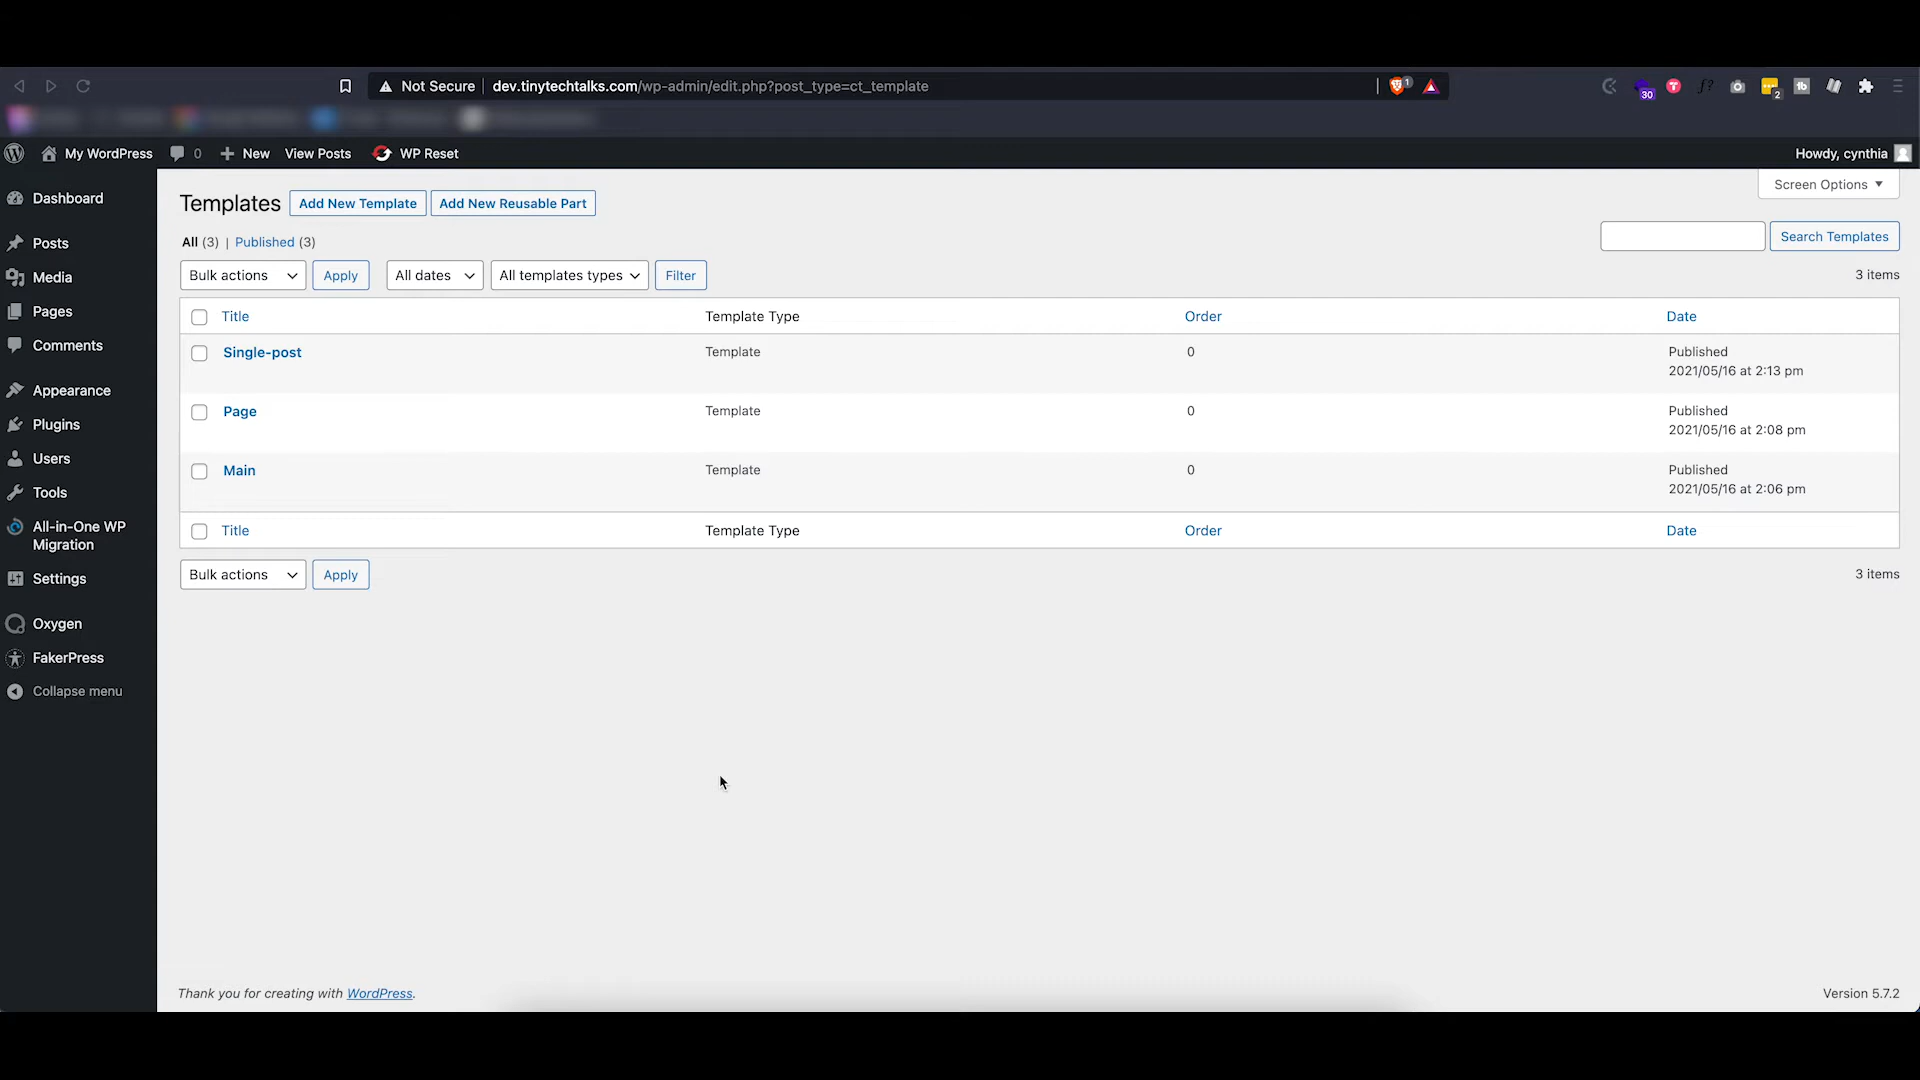 Not Secure dev.tinytechtalks.com/wp-admin/edit.php?post_type=ct_template 1 30 T f? 2 tb
My WordPress 0 New View Posts WP Reset Howdy, cynthia
Screen Options
Dashboard
Posts
Media
Pages
Comments
Appearance
Plugins
Users
Tools
All-in-One WP
Migration
Settings
Oxygen
FakerPress
Collapse menu
Templates Add New Template Add New Reusable Part
All (3) | Published (3)
Search Templates
Bulk actions Apply All dates All templates types Filter 3 items
Title Template Type Order Date
Single-post Template 0 Published
2021/05/16 at 2:13 pm
Page Template 0 Published
2021/05/16 at 2:08 pm
Main Template 0 Published
2021/05/16 at 2:06 pm
Title Template Type Order Date
Bulk actions Apply 3 items
Thank you for creating with WordPress. Version 5.7.2